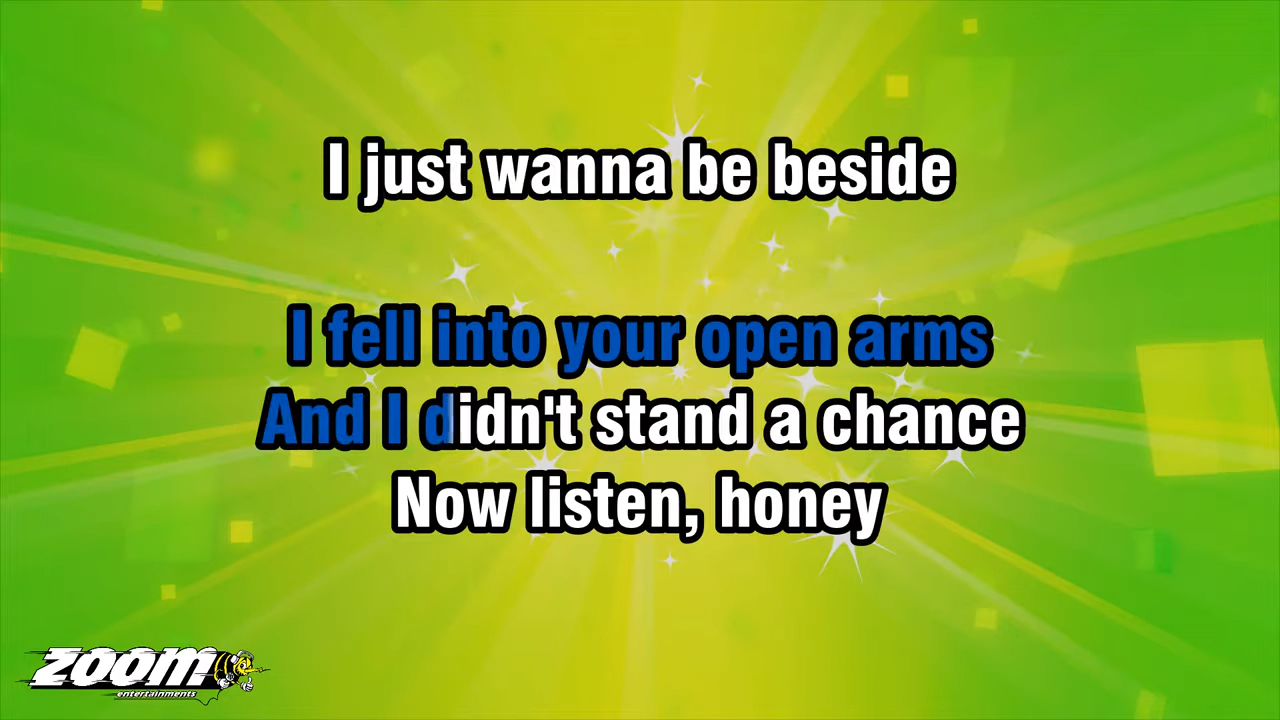 I just wanna be beside
I fell into your open arms
And I didn't stand a chance
Now listen, honey
ZOOM
entertainments